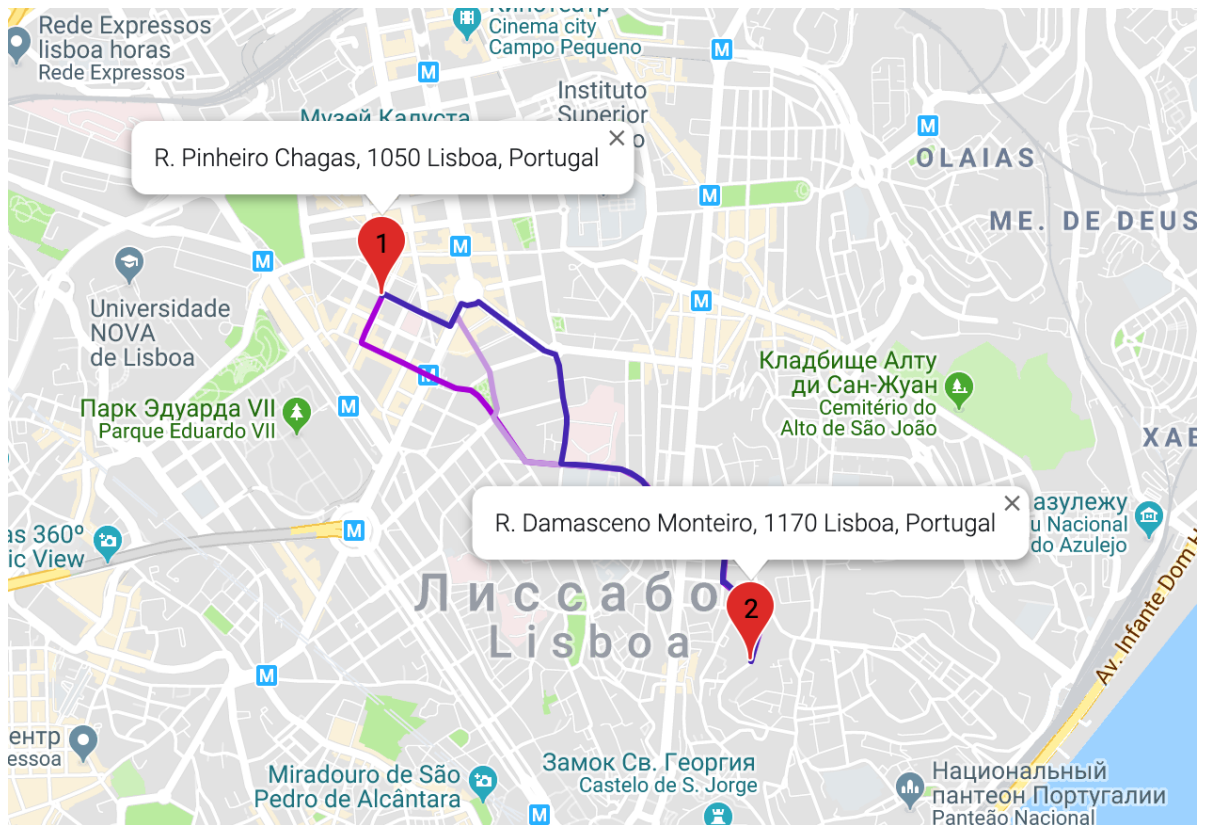 Rede Expressos
lisboa horas
Rede Expressos
Кинотеатр
Cinema city
Campo Pequeno
M
M
Instituto
Superior
Музей Калуста
M
OLAIAS
R. Pinheiro Chagas, 1050 Lisboa, Portugal
M
ME. DE DEUS
1
M
M
Universidade
NOVA
de Lisboa
M
Кладбище Алту
ди Сан-Жуан
Cemitério do
Alto de São João
M
Парк Эдуарда VII
Parque Eduardo VII
M
ХАВ
R. Damasceno Monteiro, 1170 Lisboa, Portugal
азулежу
u Nacional
do Azulejo
as 360º
ic View
M
Лиссабо
Lisboa
2
Av. Infante Dom H
M
ентр
essoa
Miradouro de São
Pedro de Alcântara
Замок Св. Георгия
Castelo de S. Jorge
M
Национальный
пантеон Португалии
Panteão Nacional